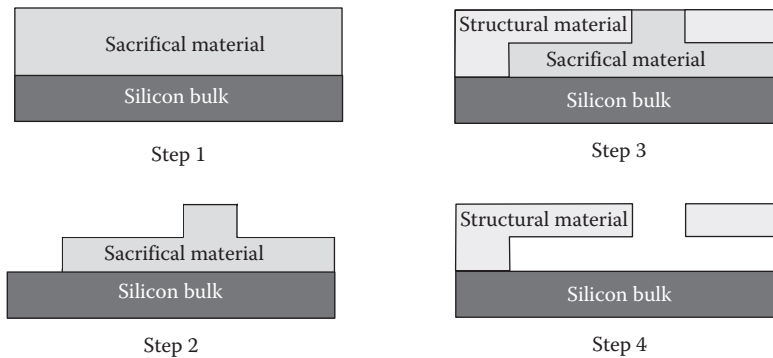 Sacrifical material
Silicon bulk
Step 1
Sacrifical material
Silicon bulk
Step 2
Structural material
Sacrifical material
Silicon bulk
Step 3
Structural material
Silicon bulk
Step 4